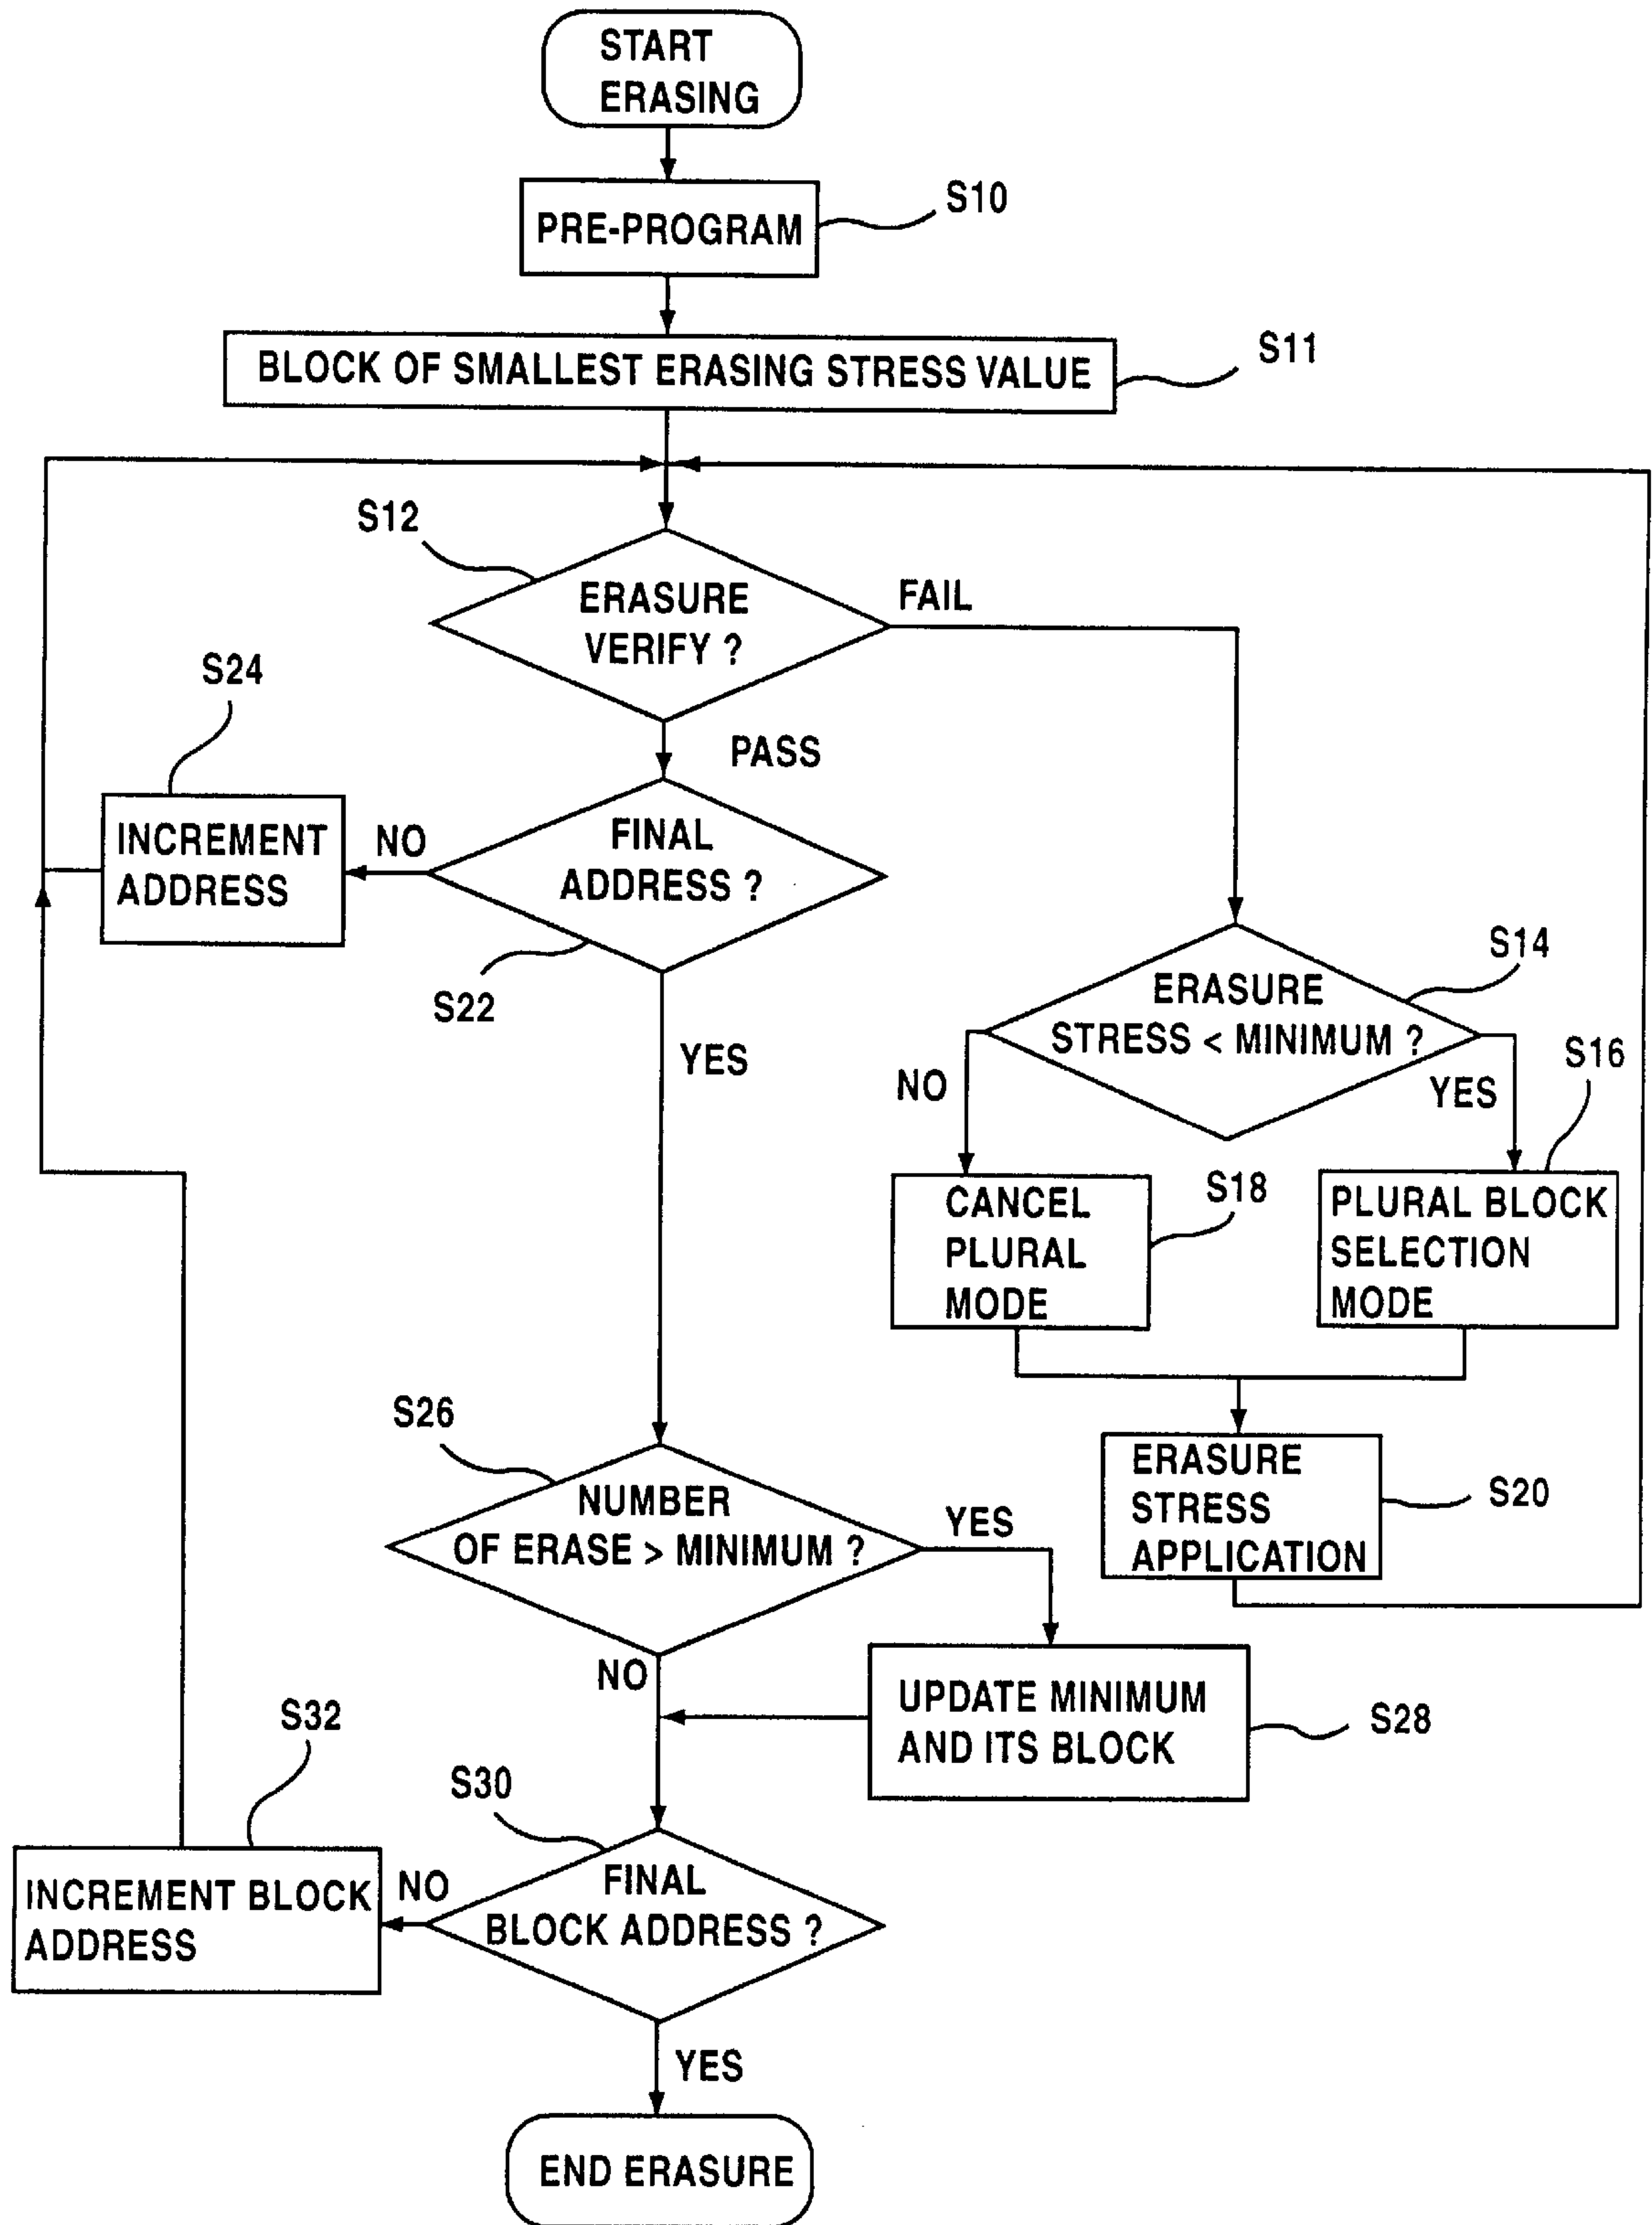 START
ERASING
PRE-PROGRAM
S10
BLOCK OF SMALLEST ERASING STRESS VALUE
S11
S12
ERASURE
VERIFY ?
FAIL
PASS
S24
INCREMENT
ADDRESS
NO
FINAL
ADDRESS ?
S22
YES
S14
ERASURE
STRESS < MINIMUM ?
NO
YES
S16
CANCEL
PLURAL
MODE
S18
PLURAL BLOCK
SELECTION
MODE
ERASURE
STRESS
APPLICATION
S20
S26
NUMBER
OF ERASE > MINIMUM ?
YES
NO
UPDATE MINIMUM
AND ITS BLOCK
S28
S32
S30
INCREMENT BLOCK
ADDRESS
NO
FINAL
BLOCK ADDRESS ?
YES
END ERASURE